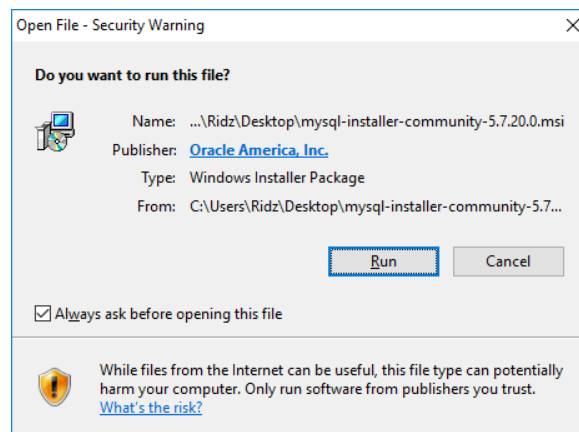 Open File - Security Warning
Do you want to run this file?
Name: ...\Ridz\Desktop\mysql-installer-community-5.7.20.0.msi
Publisher: Oracle America, Inc.
Type: Windows Installer Package
From: C:\Users\Ridz\Desktop\mysql-installer-community-5.7...
Run Cancel
Always ask before opening this file
While files from the Internet can be useful, this file type can potentially
harm your computer. Only run software from publishers you trust.
What's the risk?